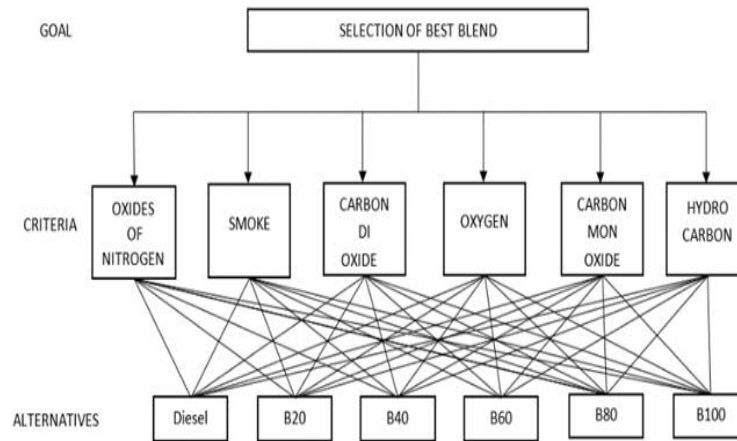 GOAL
SELECTION OF BEST BLEND
CRITERIA
OXIDES
OF
NITROGEN
SMOKE
CARBON
DI
OXIDE
OXYGEN
CARBON
MON
OXIDE
HYDRO
CARBON
ALTERNATIVES
Diesel
B20
B40
B60
B80
B100